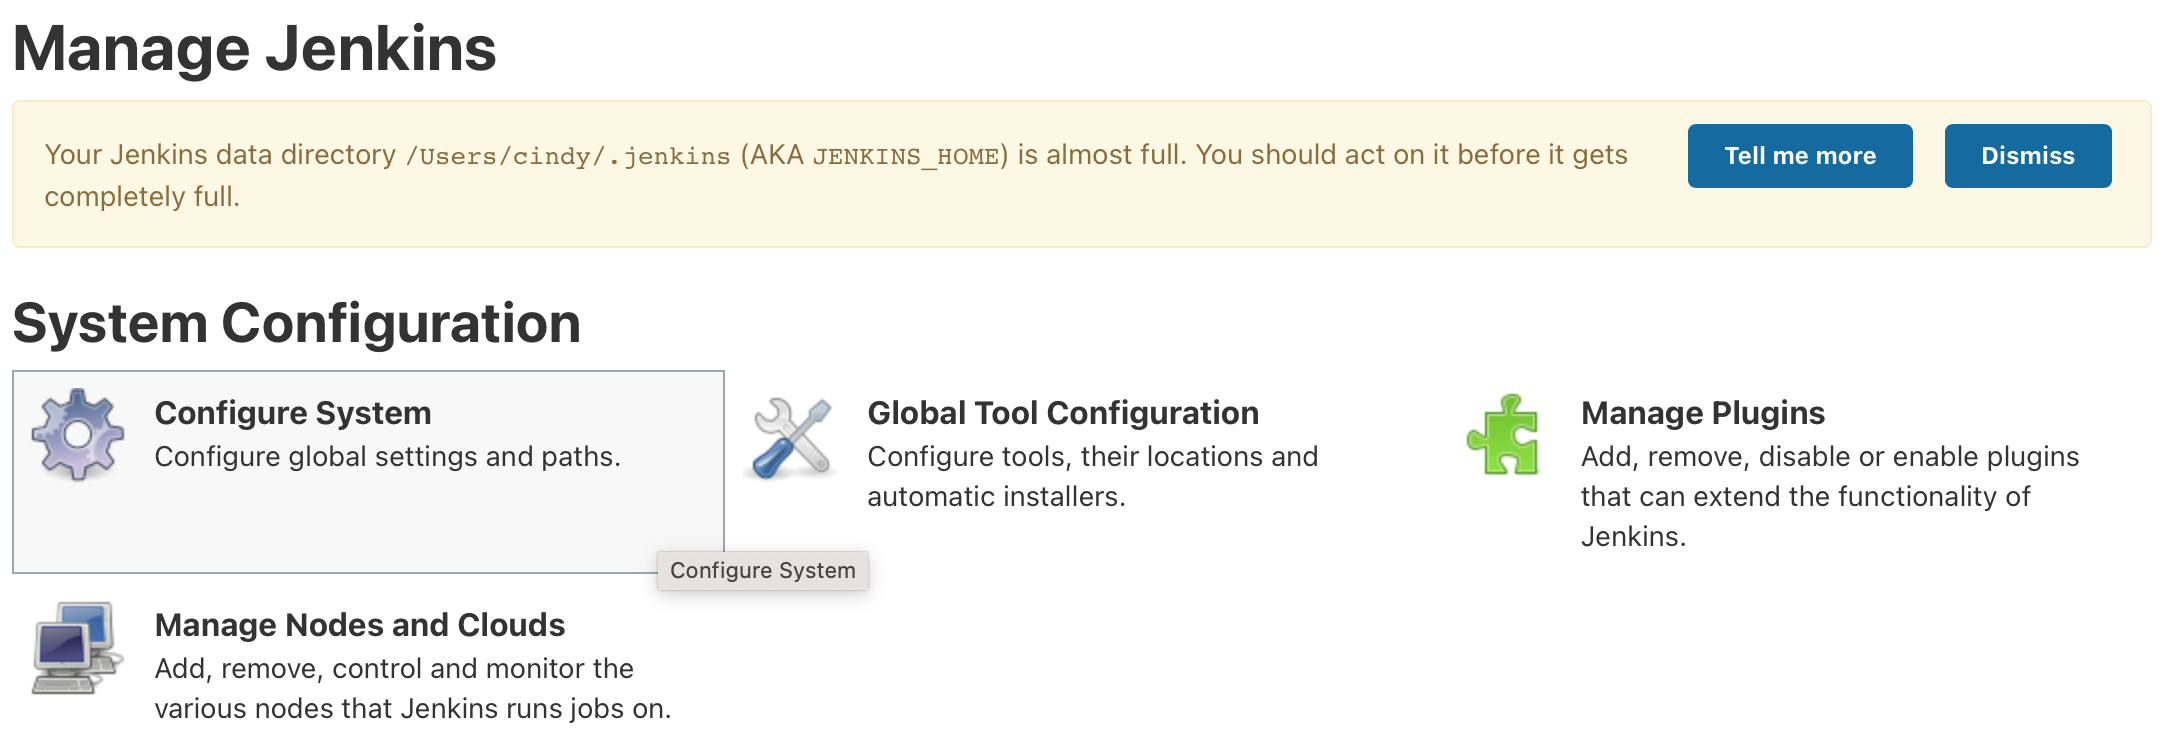 Manage Jenkins
Your Jenkins data directory /Users/cindy/.jenkins (AKA JENKINS_HOME) is almost full. You should act on it before it gets
completely full.
Tell me more
Dismiss
System Configuration
Configure System
Configure global settings and paths.
Global Tool Configuration
Configure tools, their locations and
automatic installers.
Manage Plugins
Add, remove, disable or enable plugins
that can extend the functionality of
Jenkins.
Configure System
Manage Nodes and Clouds
Add, remove, control and monitor the
various nodes that Jenkins runs jobs on.